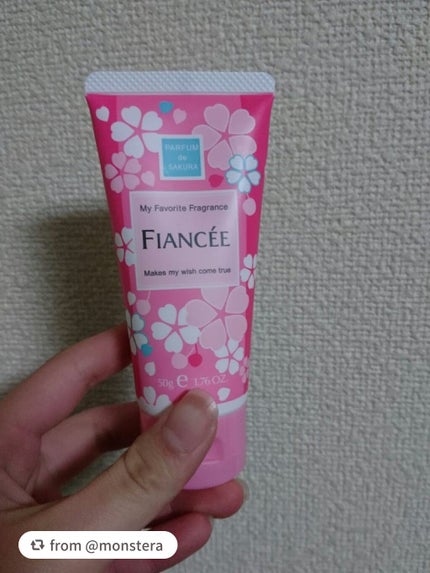 PARFUM
de
SAKURA
My Favorite Fragrance
FIANCÉE
Makes my wish come true
50g e 1.76 OZ.
from @monstera